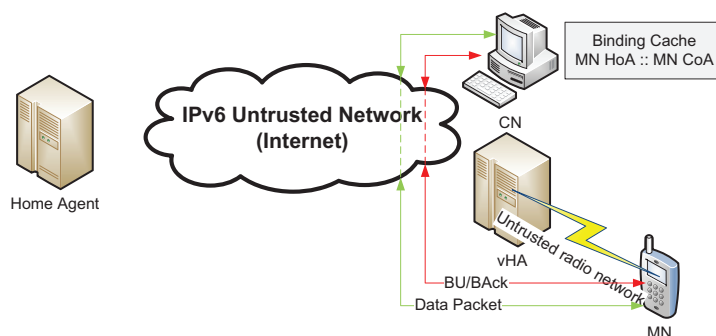 Binding Cache
MN HoA :: MN CoA
CN
IPv6 Untrusted Network
(Internet)
Home Agent
vHA
Untrusted radio network
BU/BAck
Data Packet
MN